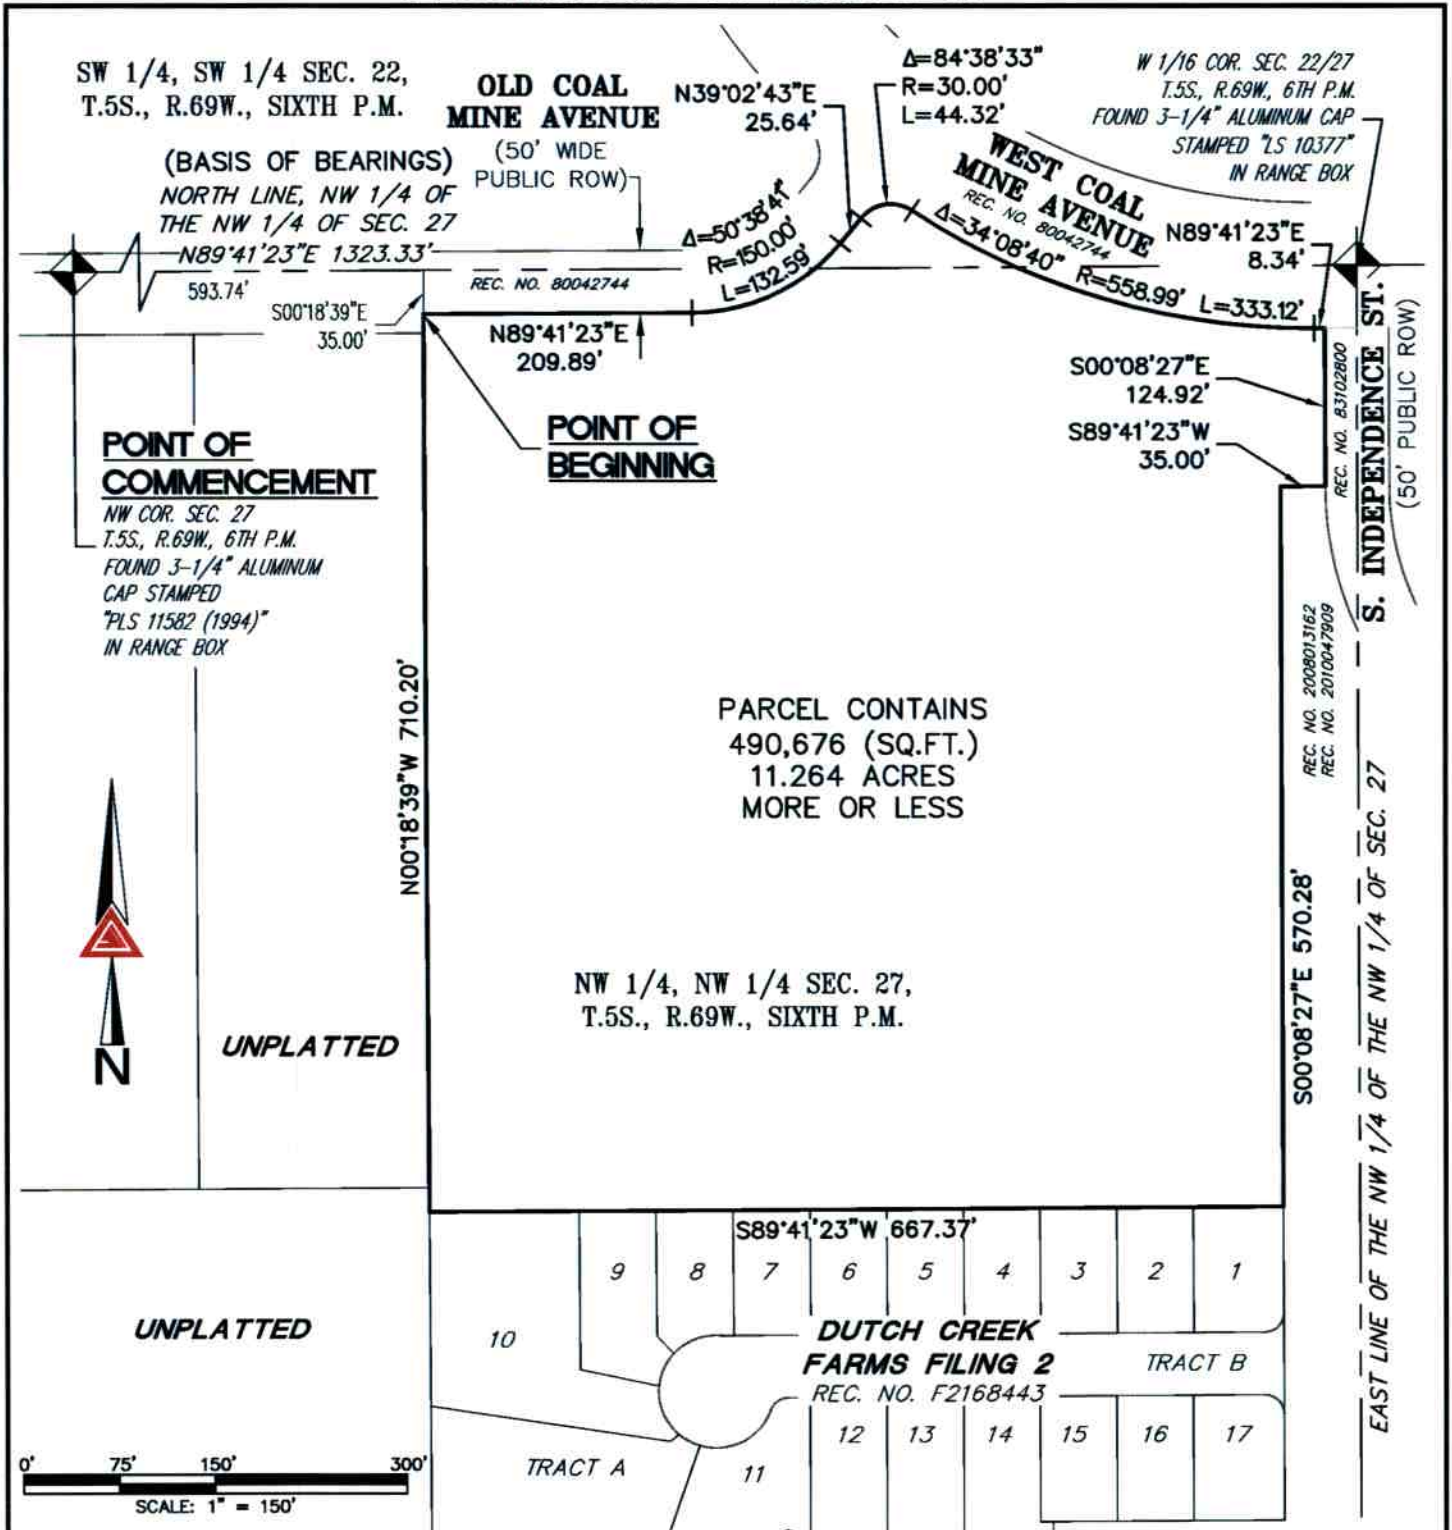 SW 1/4, SW 1/4 SEC. 22,
T.5S., R.69W., SIXTH P.M.
OLD COAL
MINE AVENUE
(50' WIDE
PUBLIC ROW)
N39°02'43"E
25.64'
Δ=84°38'33"
R=30.00'
L=44.32'
W 1/16 COR. SEC. 22/27
T.5S., R.69W., 6TH P.M.
FOUND 3-1/4" ALUMINUM CAP
STAMPED "LS 10377"
IN RANGE BOX
(BASIS OF BEARINGS)
NORTH LINE, NW 1/4 OF
THE NW 1/4 OF SEC. 27
N89°41'23"E 1323.33'
593.74'
S00°18'39"E
35.00'
REC. NO. 80042744
Δ=50°38'41"
R=150.00'
L=132.59'
WEST COAL
MINE AVENUE
REC. NO. 80042744
Δ=34°08'40" R=558.99' L=333.12'
N89°41'23"E
8.34'
N89°41'23"E
209.89'
S00°08'27"E
124.92'
S89°41'23"W
35.00'
REC. NO. 83102800
S. INDEPENDENCE ST.
(50' PUBLIC ROW)
POINT OF
COMMENCEMENT
NW COR. SEC. 27
T.5S., R.69W., 6TH P.M.
FOUND 3-1/4" ALUMINUM
CAP STAMPED
"PLS 11582 (1994)"
IN RANGE BOX
POINT OF
BEGINNING
N00°18'39"W 710.20'
PARCEL CONTAINS
490,676 (SQ.FT.)
11.264 ACRES
MORE OR LESS
REC. NO. 2008013162
REC. NO. 2010047909
NW 1/4, NW 1/4 SEC. 27,
T.5S., R.69W., SIXTH P.M.
S00°08'27"E 570.28'
EAST LINE OF THE NW 1/4 OF THE NW 1/4 OF SEC. 27
N
UNPLATTED
S89°41'23"W 667.37'
UNPLATTED
10
9
8
7
6
5
4
3
2
1
DUTCH CREEK
FARMS FILING 2
REC. NO. F2168443
TRACT B
TRACT A
11
12
13
14
15
16
17
0' 75' 150' 300'
SCALE: 1" = 150'